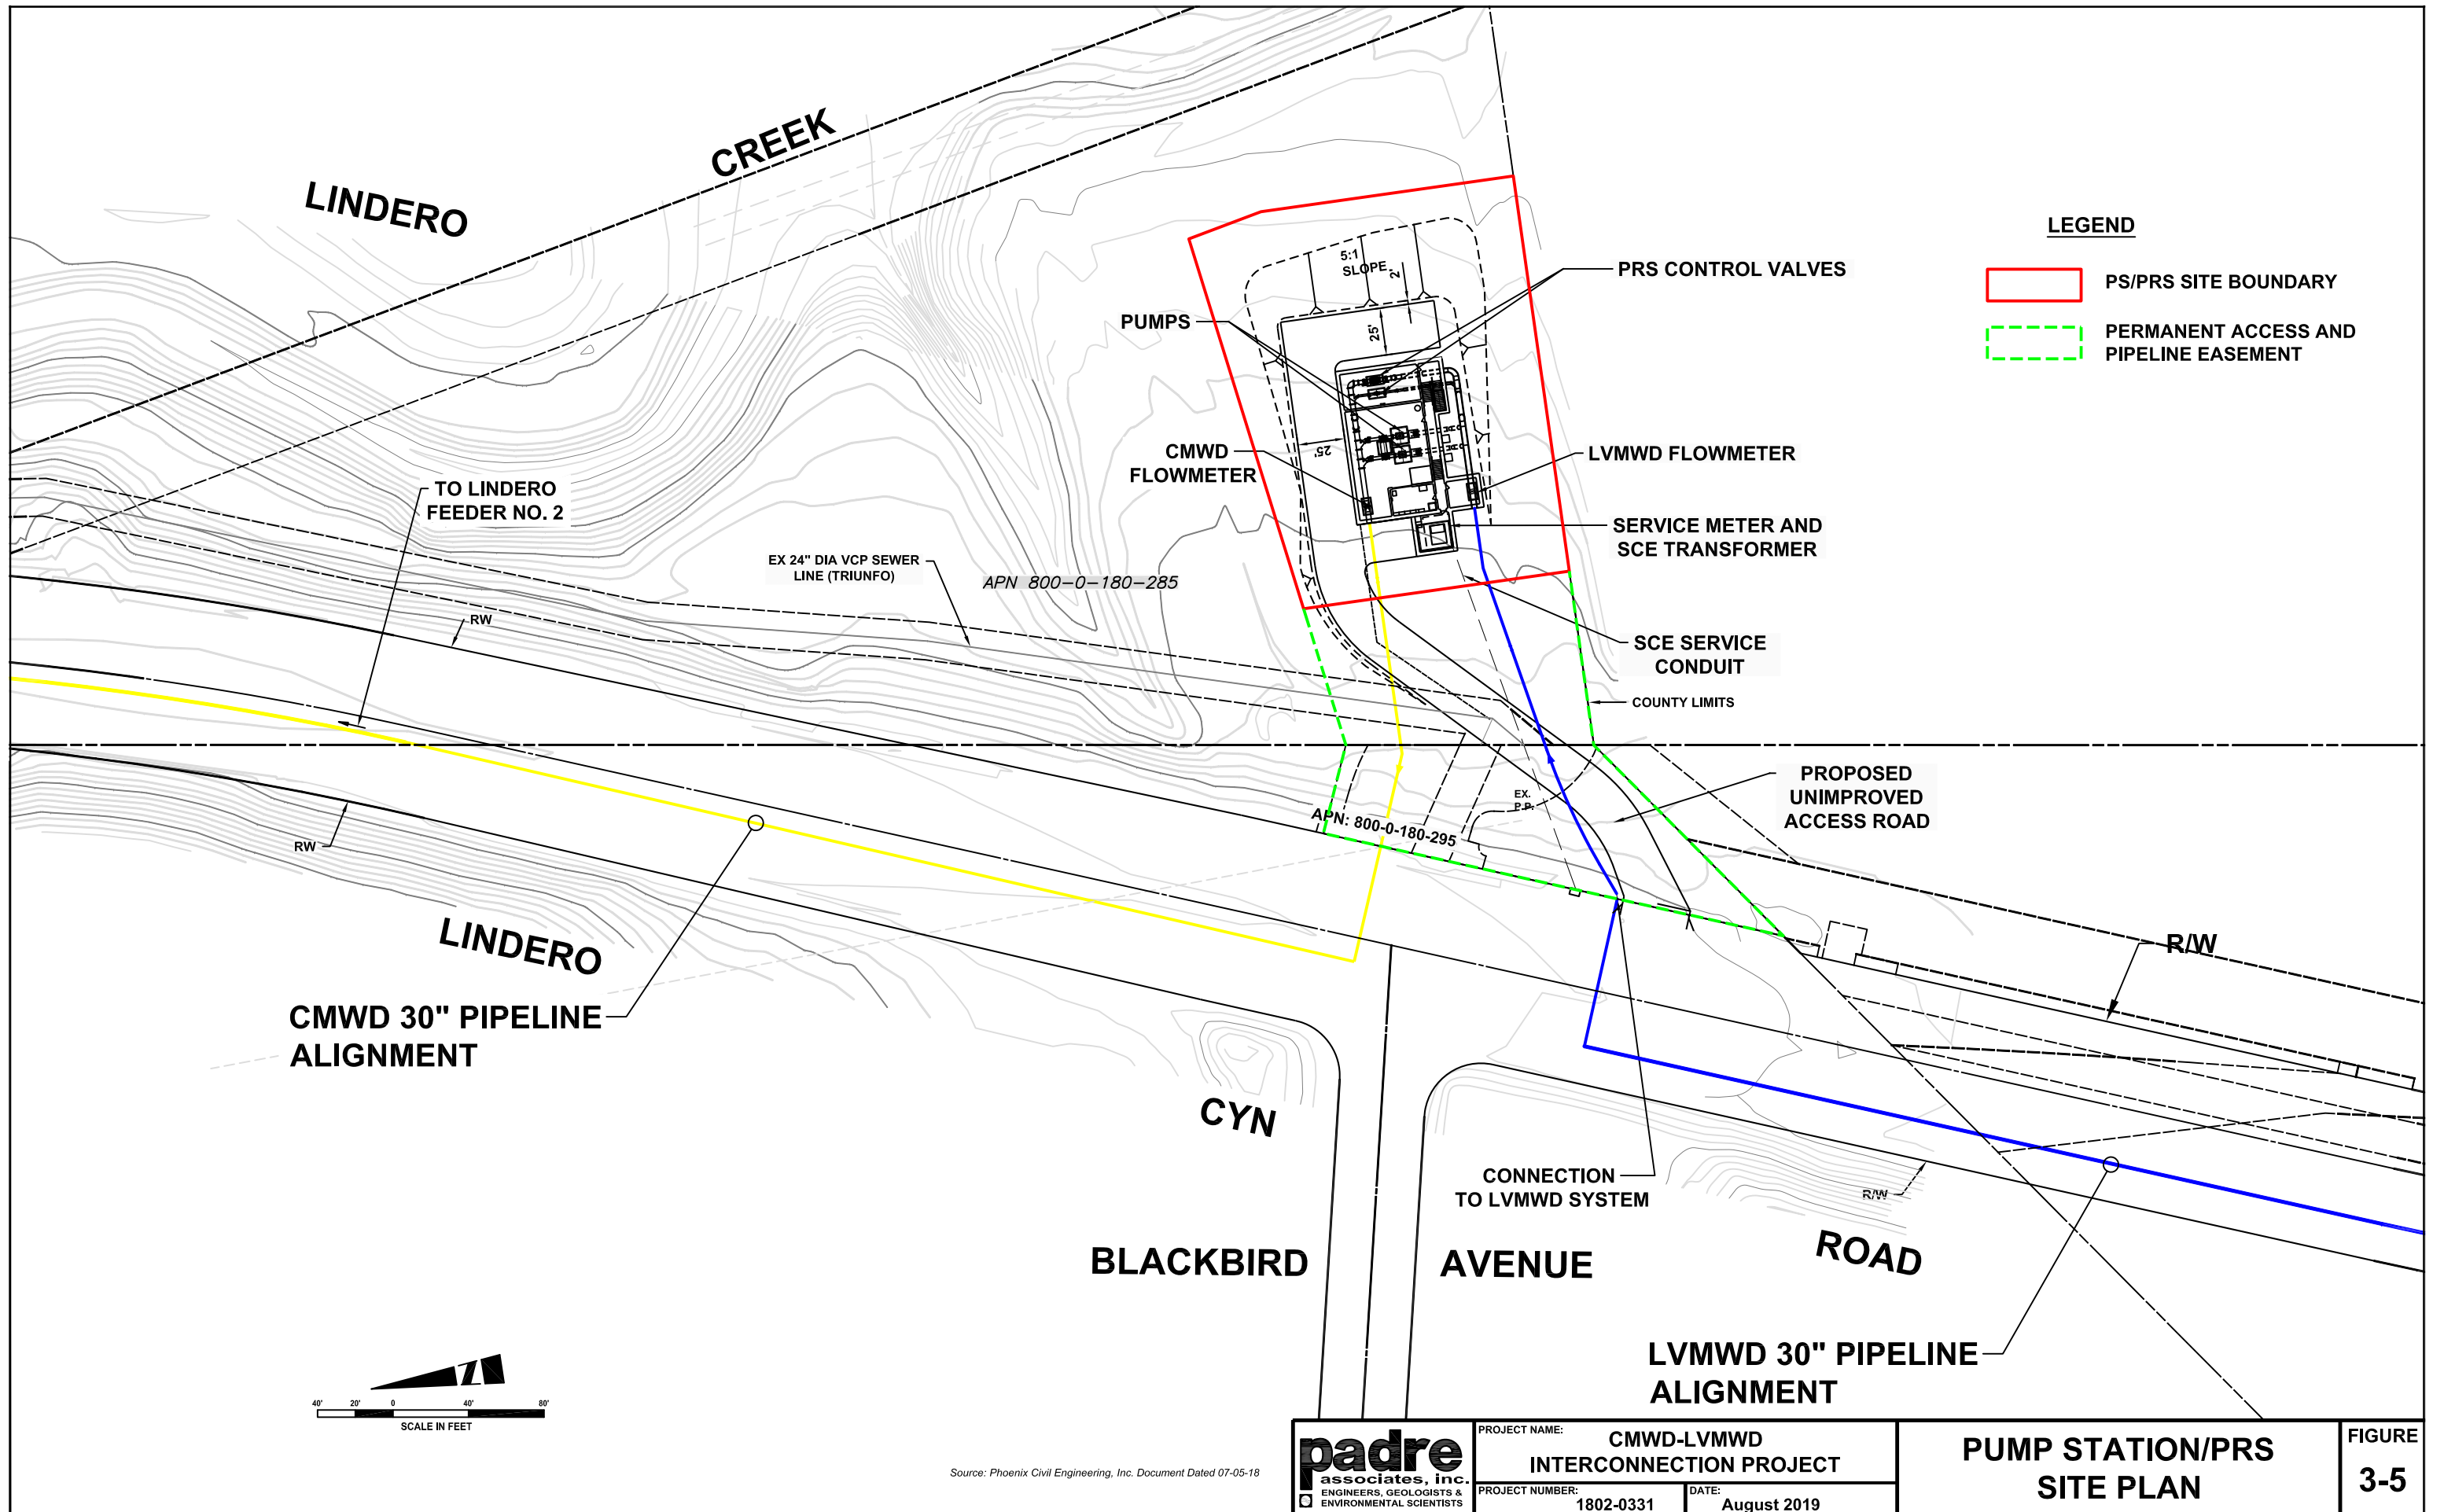 LINDERO
CREEK
LEGEND
PS/PRS SITE BOUNDARY
PERMANENT ACCESS AND
PIPELINE EASEMENT
5:1
SLOPE
2'
PRS CONTROL VALVES
PUMPS
25'
25'
CMWD
FLOWMETER
LVMWD FLOWMETER
TO LINDERO
FEEDER NO. 2
SERVICE METER AND
SCE TRANSFORMER
EX 24" DIA VCP SEWER
LINE (TRIUNFO)
APN 800-0-180-285
RW
SCE SERVICE
CONDUIT
COUNTY LIMITS
PROPOSED
UNIMPROVED
ACCESS ROAD
EX.
P.P.
APN: 800-0-180-295
RW
LINDERO
R/W
CMWD 30" PIPELINE
ALIGNMENT
CYN
CONNECTION
TO LVMWD SYSTEM
R/W
BLACKBIRD
AVENUE
ROAD
LVMWD 30" PIPELINE
ALIGNMENT
40' 20' 0 40' 80'
SCALE IN FEET
Source: Phoenix Civil Engineering, Inc. Document Dated 07-05-18
padre
associates, inc.
ENGINEERS, GEOLOGISTS &
ENVIRONMENTAL SCIENTISTS
PROJECT NAME:
CMWD-LVMWD
INTERCONNECTION PROJECT
PROJECT NUMBER:
1802-0331
DATE:
August 2019
PUMP STATION/PRS
SITE PLAN
FIGURE
3-5